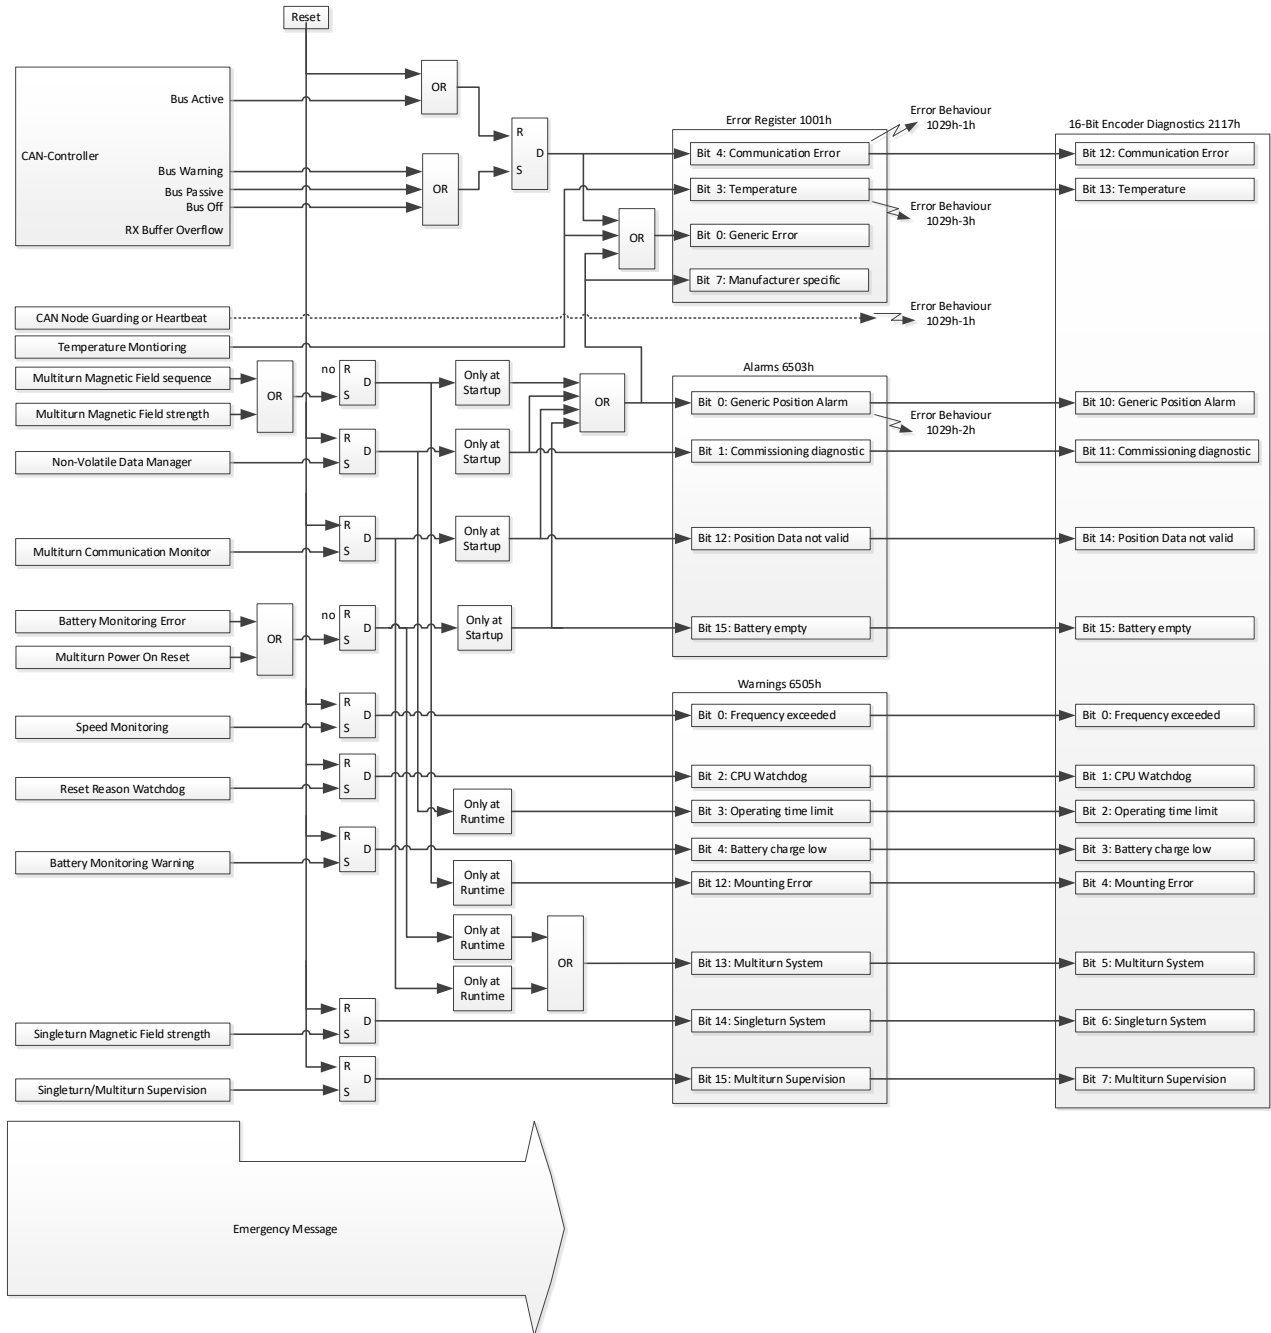 Reset
CAN-Controller
Bus Active
Bus Warning
Bus Passive
Bus Off
RX Buffer Overflow
OR
OR
R
D
S
Error Register 1001h
Bit 4: Communication Error
Bit 3: Temperature
OR
Bit 0: Generic Error
Bit 7: Manufacturer specific
Error Behaviour
1029h-1h
Error Behaviour
1029h-3h
Error Behaviour
1029h-1h
16-Bit Encoder Diagnostics 2117h
Bit 12: Communication Error
Bit 13: Temperature
CAN Node Guarding or Heartbeat
Temperature Montioring
Multiturn Magnetic Field sequence
Multiturn Magnetic Field strength
OR
no
R
D
S
Only at
Startup
OR
Alarms 6503h
Bit 0: Generic Position Alarm
Error Behaviour
1029h-2h
Bit 10: Generic Position Alarm
Non-Volatile Data Manager
R
D
S
Only at
Startup
Bit 1: Commissioning diagnostic
Bit 11: Commissioning diagnostic
Multiturn Communication Monitor
R
D
S
Only at
Startup
Bit 12: Position Data not valid
Bit 14: Position Data not valid
Battery Monitoring Error
Multiturn Power On Reset
OR
no
R
D
S
Only at
Startup
Bit 15: Battery empty
Bit 15: Battery empty
Warnings 6505h
Speed Monitoring
R
D
S
Bit 0: Frequency exceeded
Bit 0: Frequency exceeded
Reset Reason Watchdog
R
D
S
Bit 2: CPU Watchdog
Bit 1: CPU Watchdog
Only at
Runtime
Bit 3: Operating time limit
Bit 2: Operating time limit
Battery Monitoring Warning
R
D
S
Bit 4: Battery charge low
Bit 3: Battery charge low
Only at
Runtime
Bit 12: Mounting Error
Bit 4: Mounting Error
Only at
Runtime
Only at
Runtime
OR
Bit 13: Multiturn System
Bit 5: Multiturn System
Singleturn Magnetic Field strength
R
D
S
Bit 14: Singleturn System
Bit 6: Singleturn System
Singleturn/Multiturn Supervision
R
D
S
Bit 15: Multiturn Supervision
Bit 7: Multiturn Supervision
Emergency Message